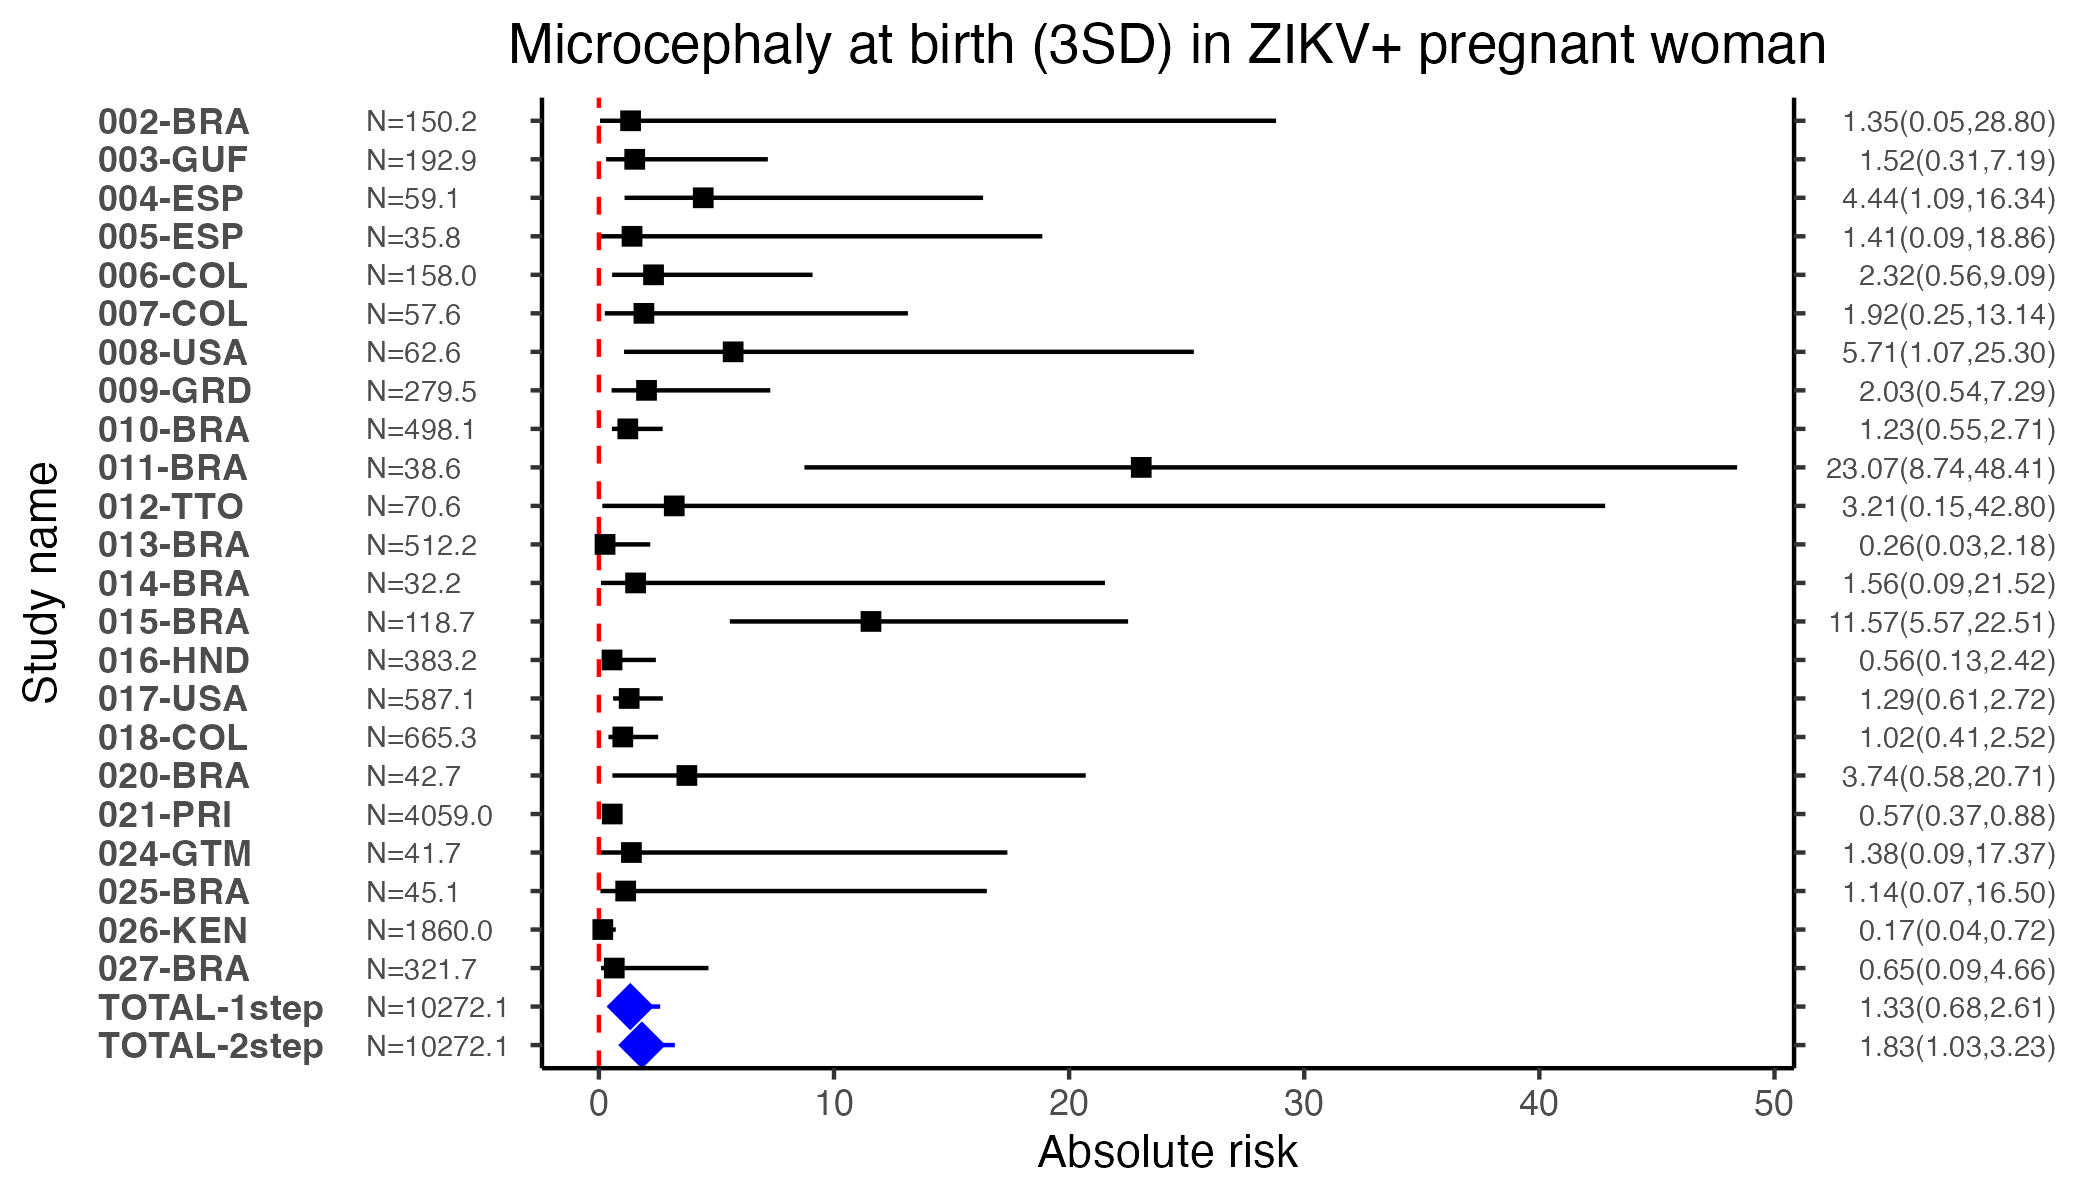 Microcephaly at birth (3SD) in ZIKV+ pregnant woman
Study name
002-BRA N=150.2 1.35(0.05,28.80)
003-GUF N=192.9 1.52(0.31,7.19)
004-ESP N=59.1 4.44(1.09,16.34)
005-ESP N=35.8 1.41(0.09,18.86)
006-COL N=158.0 2.32(0.56,9.09)
007-COL N=57.6 1.92(0.25,13.14)
008-USA N=62.6 5.71(1.07,25.30)
009-GRD N=279.5 2.03(0.54,7.29)
010-BRA N=498.1 1.23(0.55,2.71)
011-BRA N=38.6 23.07(8.74,48.41)
012-TTO N=70.6 3.21(0.15,42.80)
013-BRA N=512.2 0.26(0.03,2.18)
014-BRA N=32.2 1.56(0.09,21.52)
015-BRA N=118.7 11.57(5.57,22.51)
016-HND N=383.2 0.56(0.13,2.42)
017-USA N=587.1 1.29(0.61,2.72)
018-COL N=665.3 1.02(0.41,2.52)
020-BRA N=42.7 3.74(0.58,20.71)
021-PRI N=4059.0 0.57(0.37,0.88)
024-GTM N=41.7 1.38(0.09,17.37)
025-BRA N=45.1 1.14(0.07,16.50)
026-KEN N=1860.0 0.17(0.04,0.72)
027-BRA N=321.7 0.65(0.09,4.66)
TOTAL-1step N=10272.1 1.33(0.68,2.61)
TOTAL-2step N=10272.1 1.83(1.03,3.23)
0 10 20 30 40 50
Absolute risk